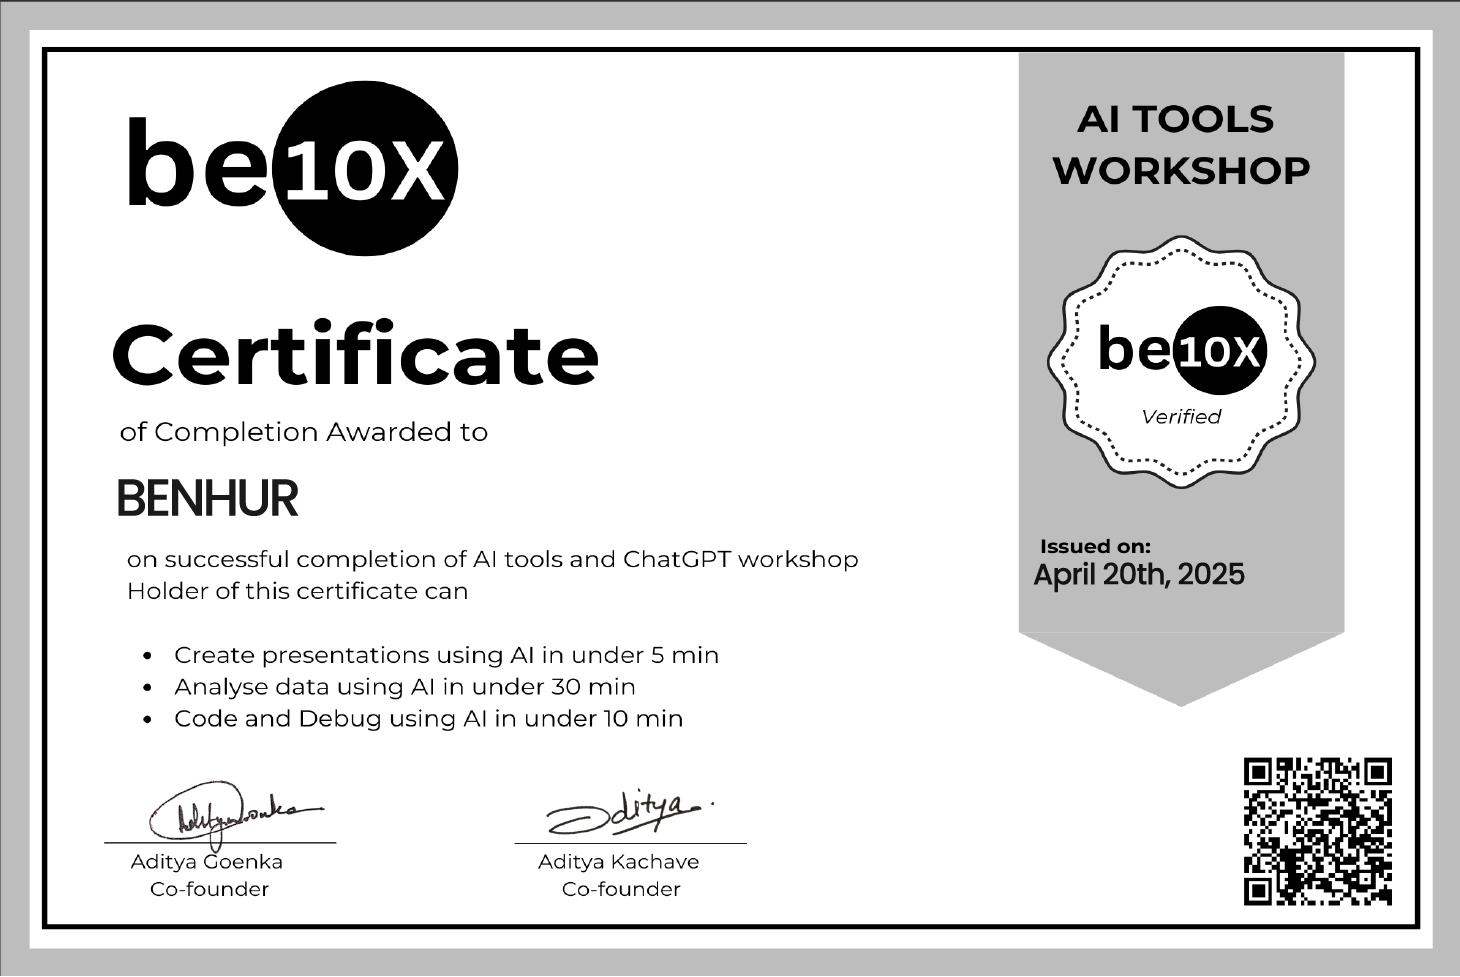 be10X
Certificate
of Completion Awarded to
BENHUR
on successful completion of AI tools and ChatGPT workshop
Holder of this certificate can
• Create presentations using AI in under 5 min
• Analyse data using AI in under 30 min
• Code and Debug using AI in under 10 min
Aditya Goenka
Co-founder
Aditya.
Aditya Kachave
Co-founder
AI TOOLS
WORKSHOP
be10X
Verified
Issued on:
April 20th, 2025